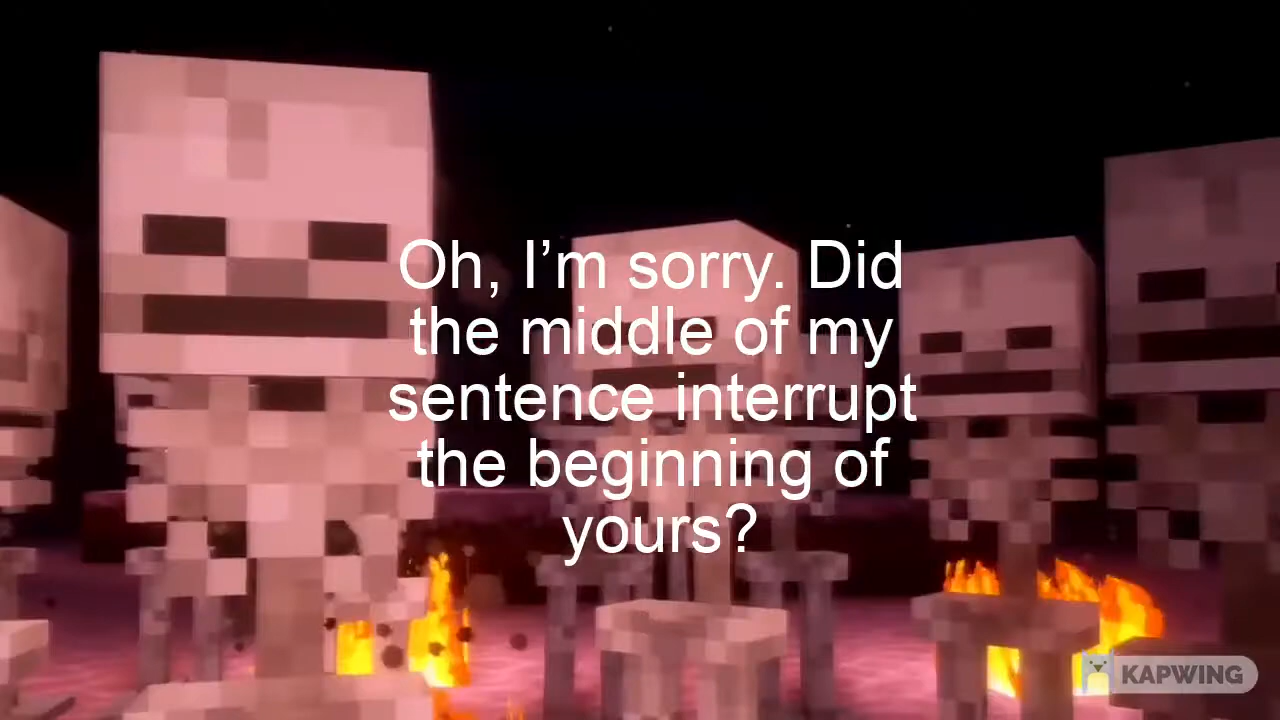 Oh, I’m sorry. Did
the middle of my
sentence interrupt
the beginning of
yours?
KAPWING